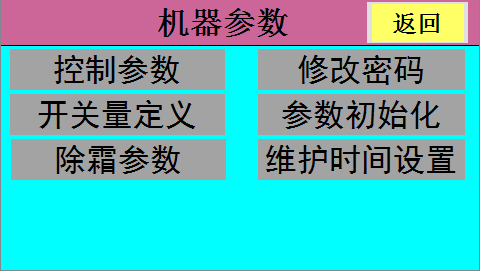 机器参数
返回
控制参数
修改密码
开关量定义
参数初始化
除霜参数
维护时间设置